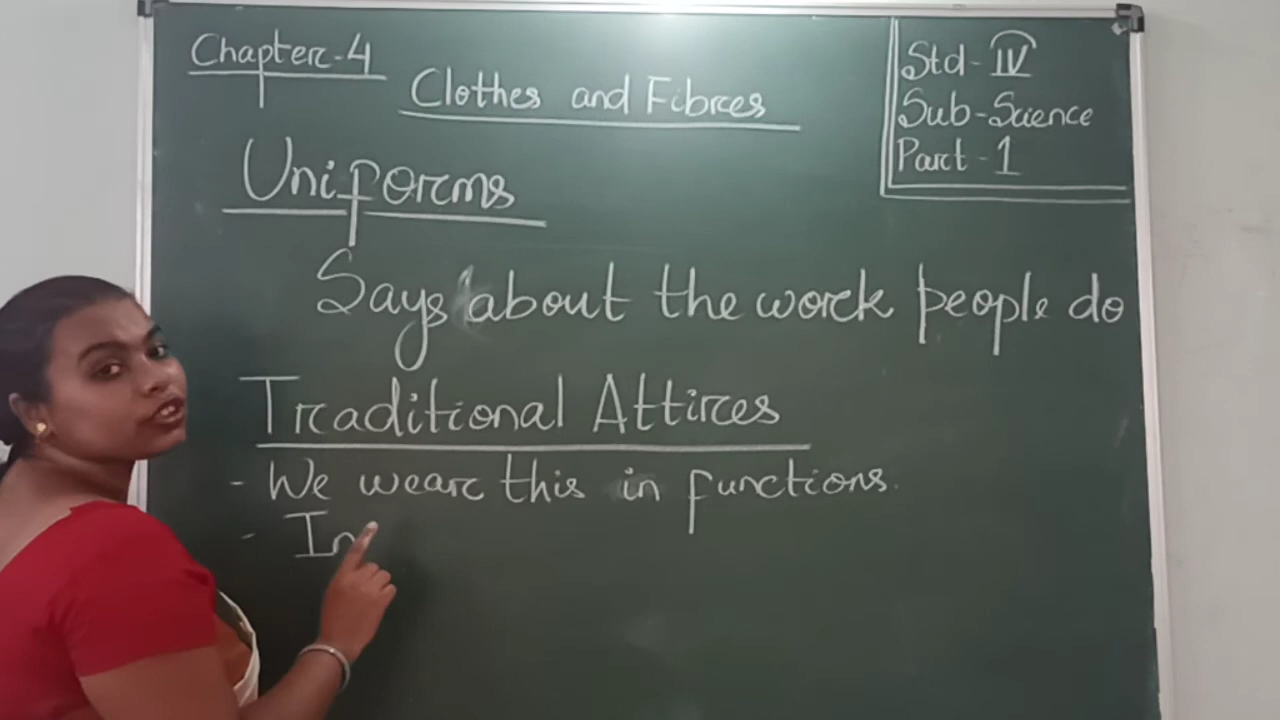 Chapter-4
Clothes and Fibres
Std- IV
Sub-Science
Part -1
Uniforms
Says about the work people do
Traditional Attires
- We wear this in functions.
- In